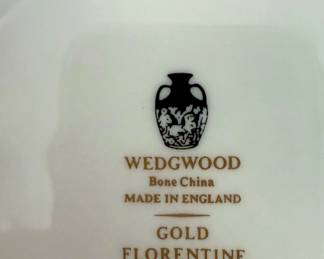 WEDGWOOD
Bone China
MADE IN ENGLAND
GOLD
FLORENTINE